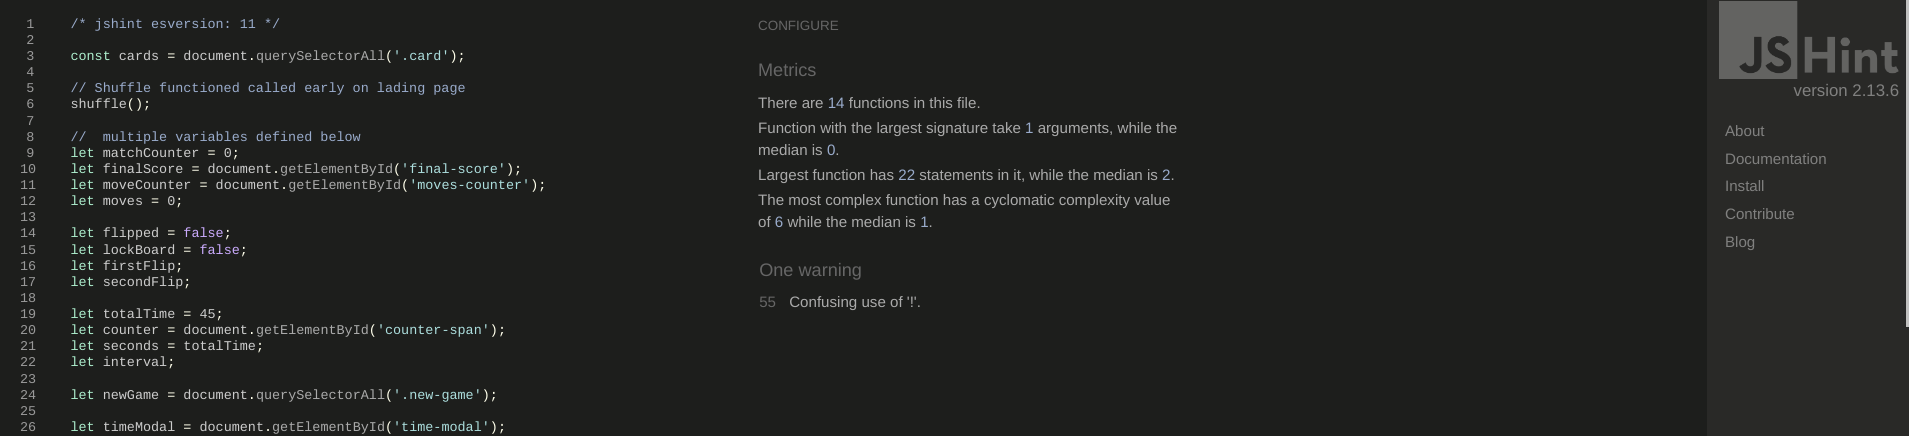 1 /* jshint esversion: 11 */
2
3 const cards = document.querySelectorAll('.card');
4
5 // Shuffle functioned called early on lading page
6 shuffle();
7
8 //  multiple variables defined below
9 let matchCounter = 0;
10 let finalScore = document.getElementById('final-score');
11 let moveCounter = document.getElementById('moves-counter');
12 let moves = 0;
13
14 let flipped = false;
15 let lockBoard = false;
16 let firstFlip;
17 let secondFlip;
18
19 let totalTime = 45;
20 let counter = document.getElementById('counter-span');
21 let seconds = totalTime;
22 let interval;
23
24 let newGame = document.querySelectorAll('.new-game');
25
26 let timeModal = document.getElementById('time-modal');
CONFIGURE
Metrics
There are 14 functions in this file.
Function with the largest signature take 1 arguments, while the
median is 0.
Largest function has 22 statements in it, while the median is 2.
The most complex function has a cyclomatic complexity value
of 6 while the median is 1.
One warning
55 Confusing use of '!'.
JSHint
version 2.13.6
About
Documentation
Install
Contribute
Blog